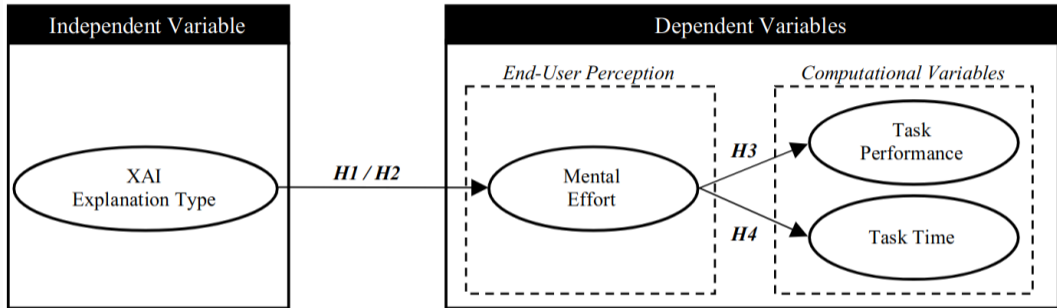 Independent Variable
Dependent Variables
End-User Perception
Computational Variables
XAI
Explanation Type
H1 / H2
Mental
Effort
H3
H4
Task
Performance
Task Time